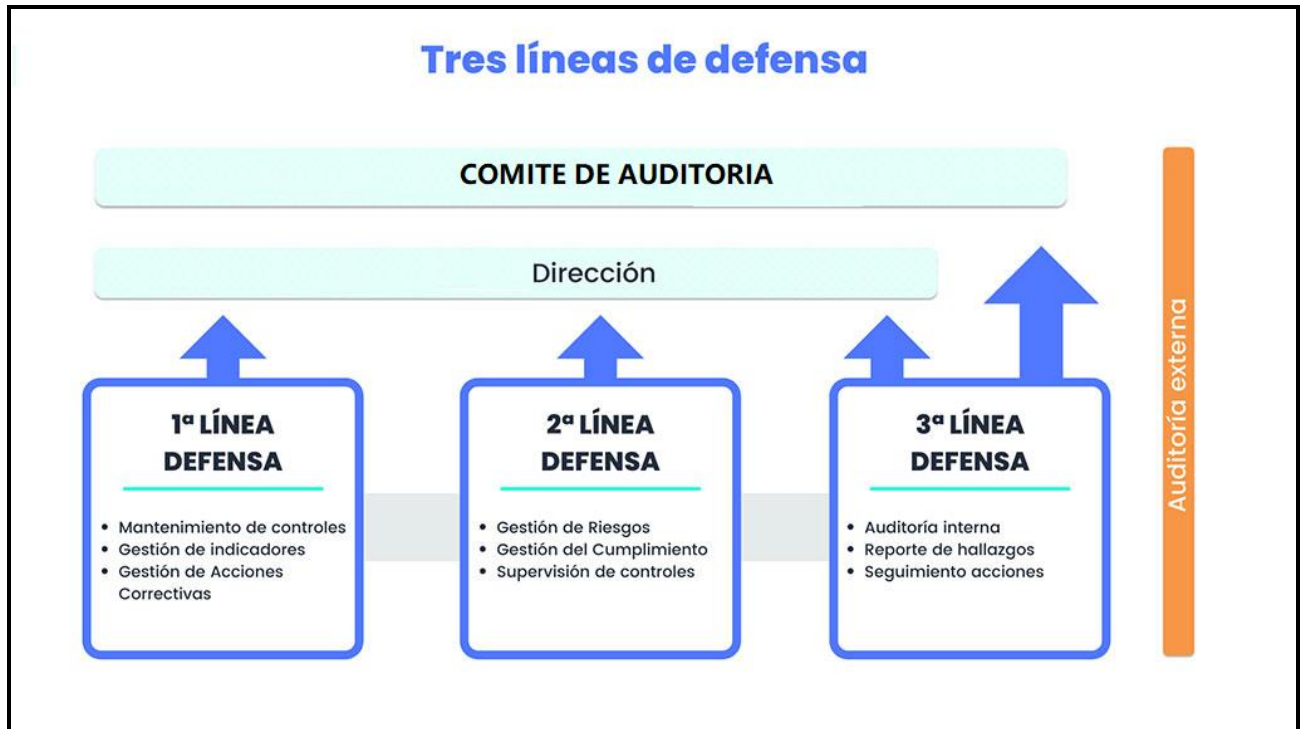 Tres líneas de defensa
COMITE DE AUDITORIA
Dirección
1ª LÍNEA
DEFENSA
• Mantenimiento de controles
• Gestión de indicadores
• Gestión de Acciones
Correctivas
2ª LÍNEA
DEFENSA
• Gestión de Riesgos
• Gestión del Cumplimiento
• Supervisión de controles
3ª LÍNEA
DEFENSA
• Auditoría interna
• Reporte de hallazgos
• Seguimiento acciones
Auditoría externa